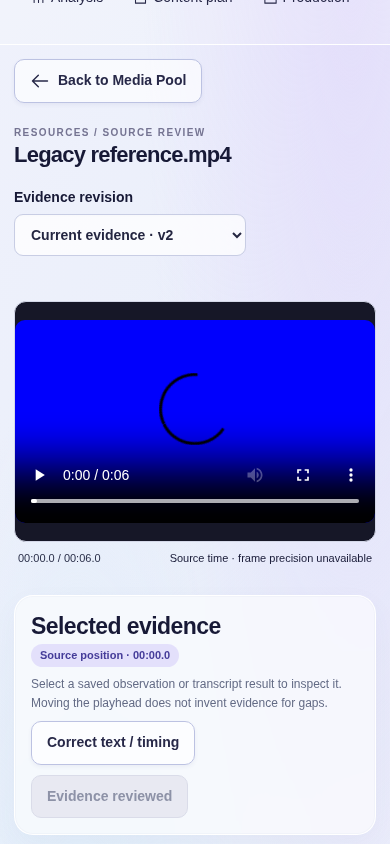 Analysis Content plan Production
Back to Media Pool
RESOURCES / SOURCE REVIEW
Legacy reference.mp4
Evidence revision
Current evidence · v2
0:00 / 0:06
00:00.0 / 00:06.0 Source time · frame precision unavailable
Selected evidence
Source position · 00:00.0
Select a saved observation or transcript result to inspect it.
Moving the playhead does not invent evidence for gaps.
Correct text / timing
Evidence reviewed